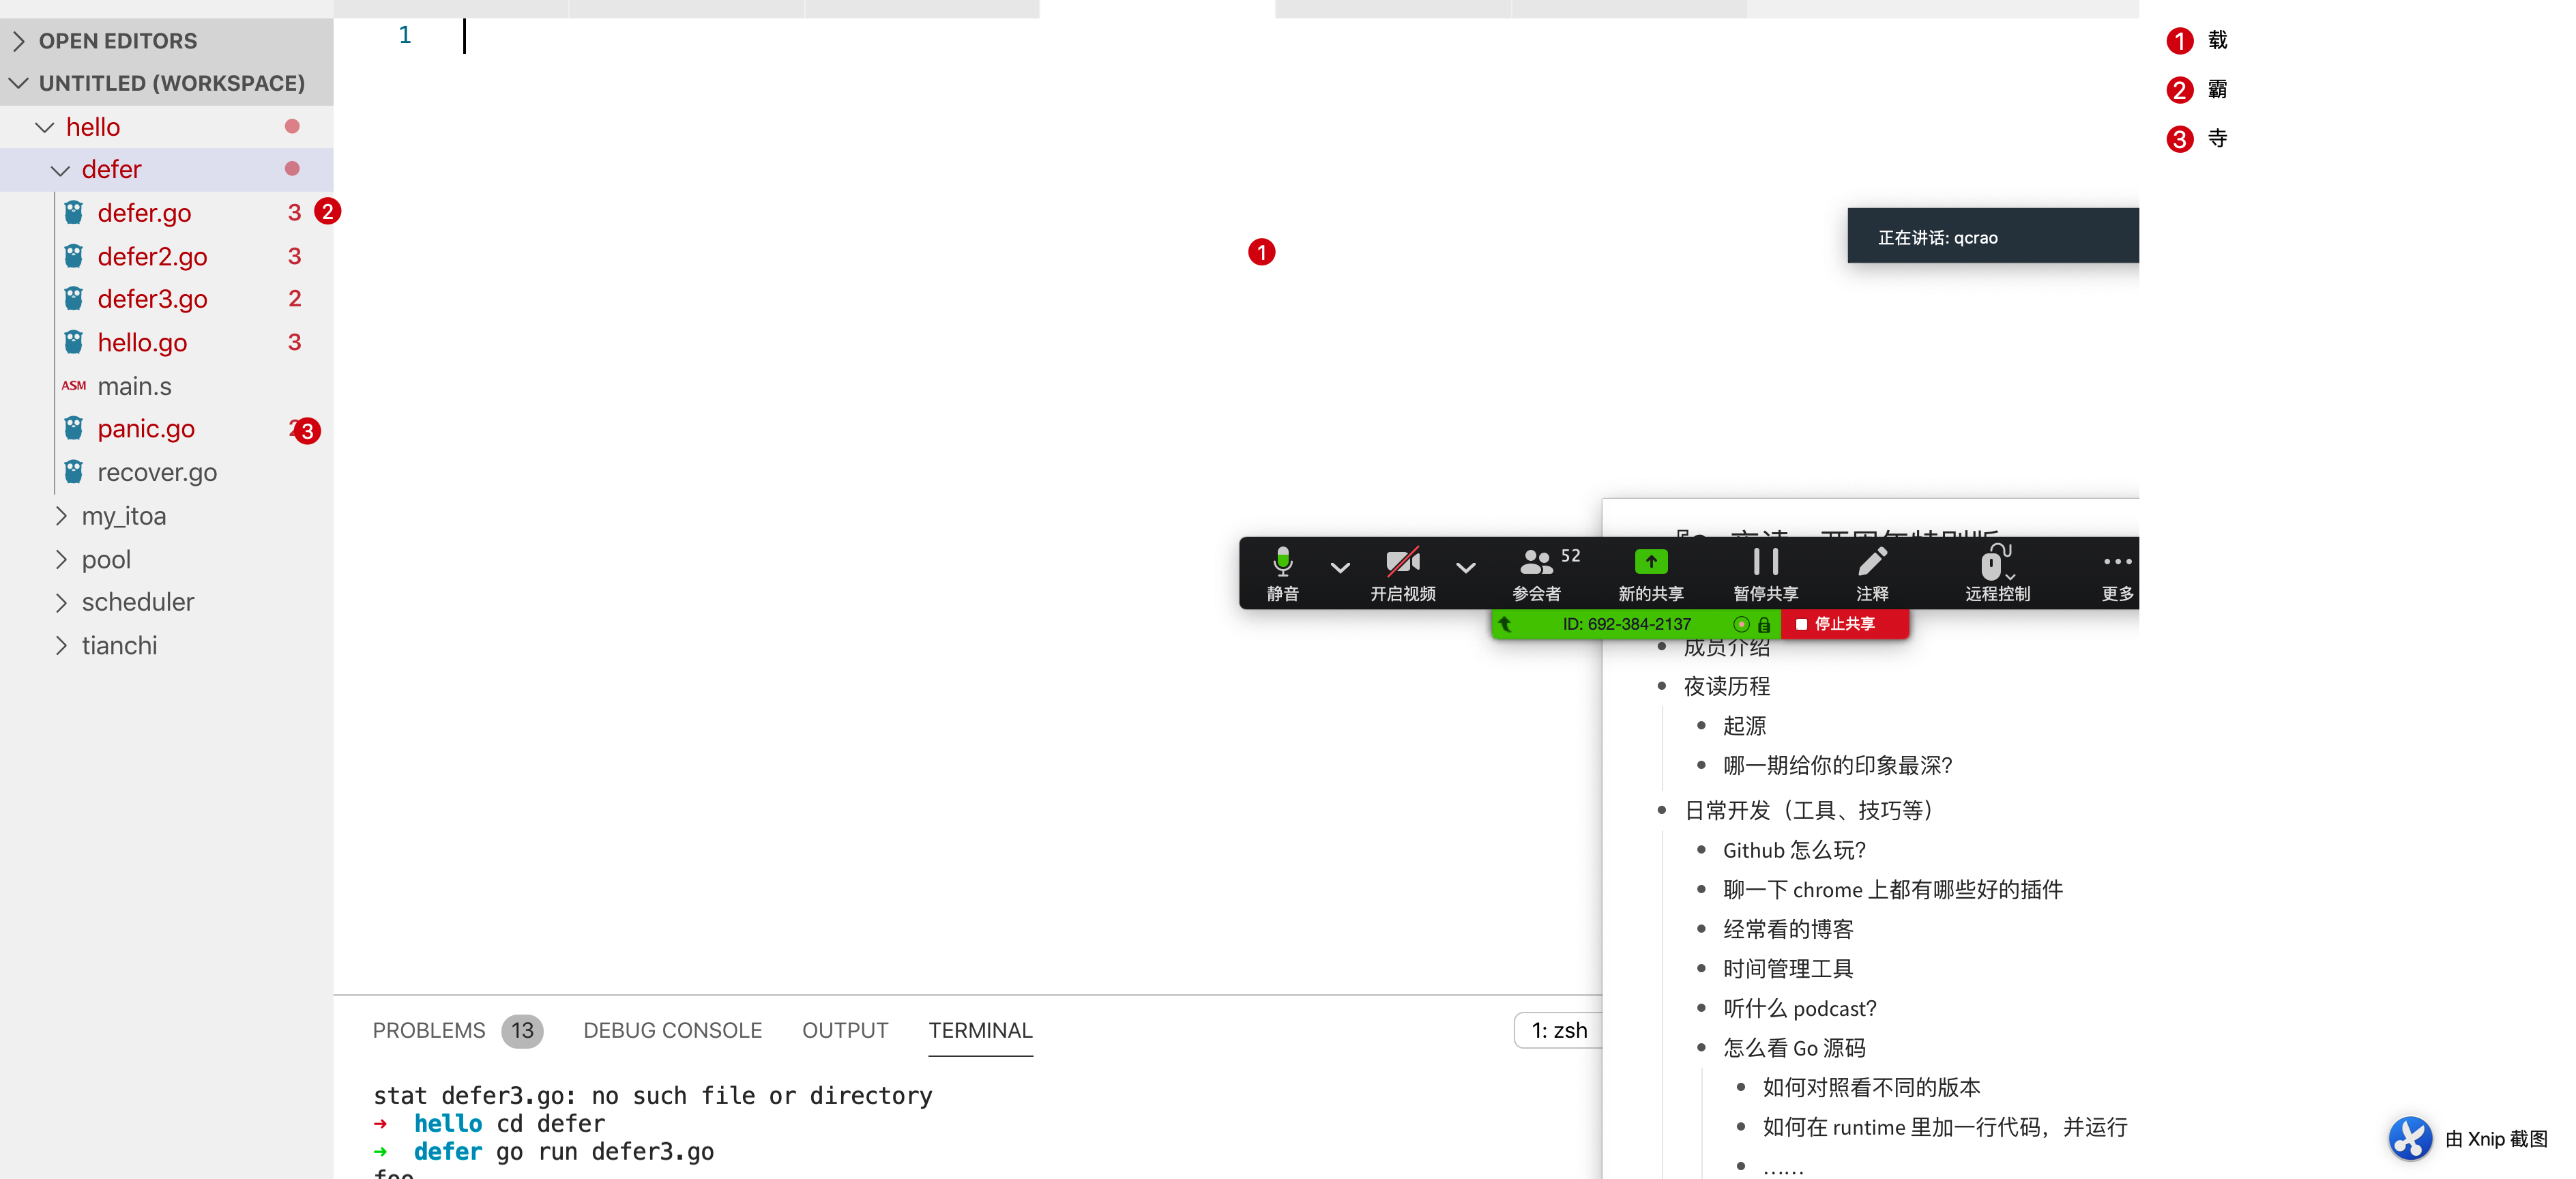 OPEN EDITORS
UNTITLED (WORKSPACE)
hello
defer
defer.go 3 2
defer2.go 3
defer3.go 2
hello.go 3
ASM main.s
panic.go 3
recover.go
my_itoa
pool
scheduler
tianchi
1
1
正在讲话: qcrao
静音
开启视频
52
参会者
新的共享
暂停共享
注释
远程控制
更多
ID: 692-384-2137
停止共享
成员介绍
夜读历程
起源
哪一期给你的印象最深?
日常开发（工具、技巧等）
Github 怎么玩?
聊一下 chrome 上都有哪些好的插件
经常看的博客
时间管理工具
听什么 podcast?
怎么看 Go 源码
如何对照看不同的版本
如何在 runtime 里加一行代码，并运行
……
PROBLEMS 13 DEBUG CONSOLE OUTPUT TERMINAL 1: zsh
stat defer3.go: no such file or directory
→ hello cd defer
→ defer go run defer3.go
1 载
2 霸
3 寺
由 Xnip 截图